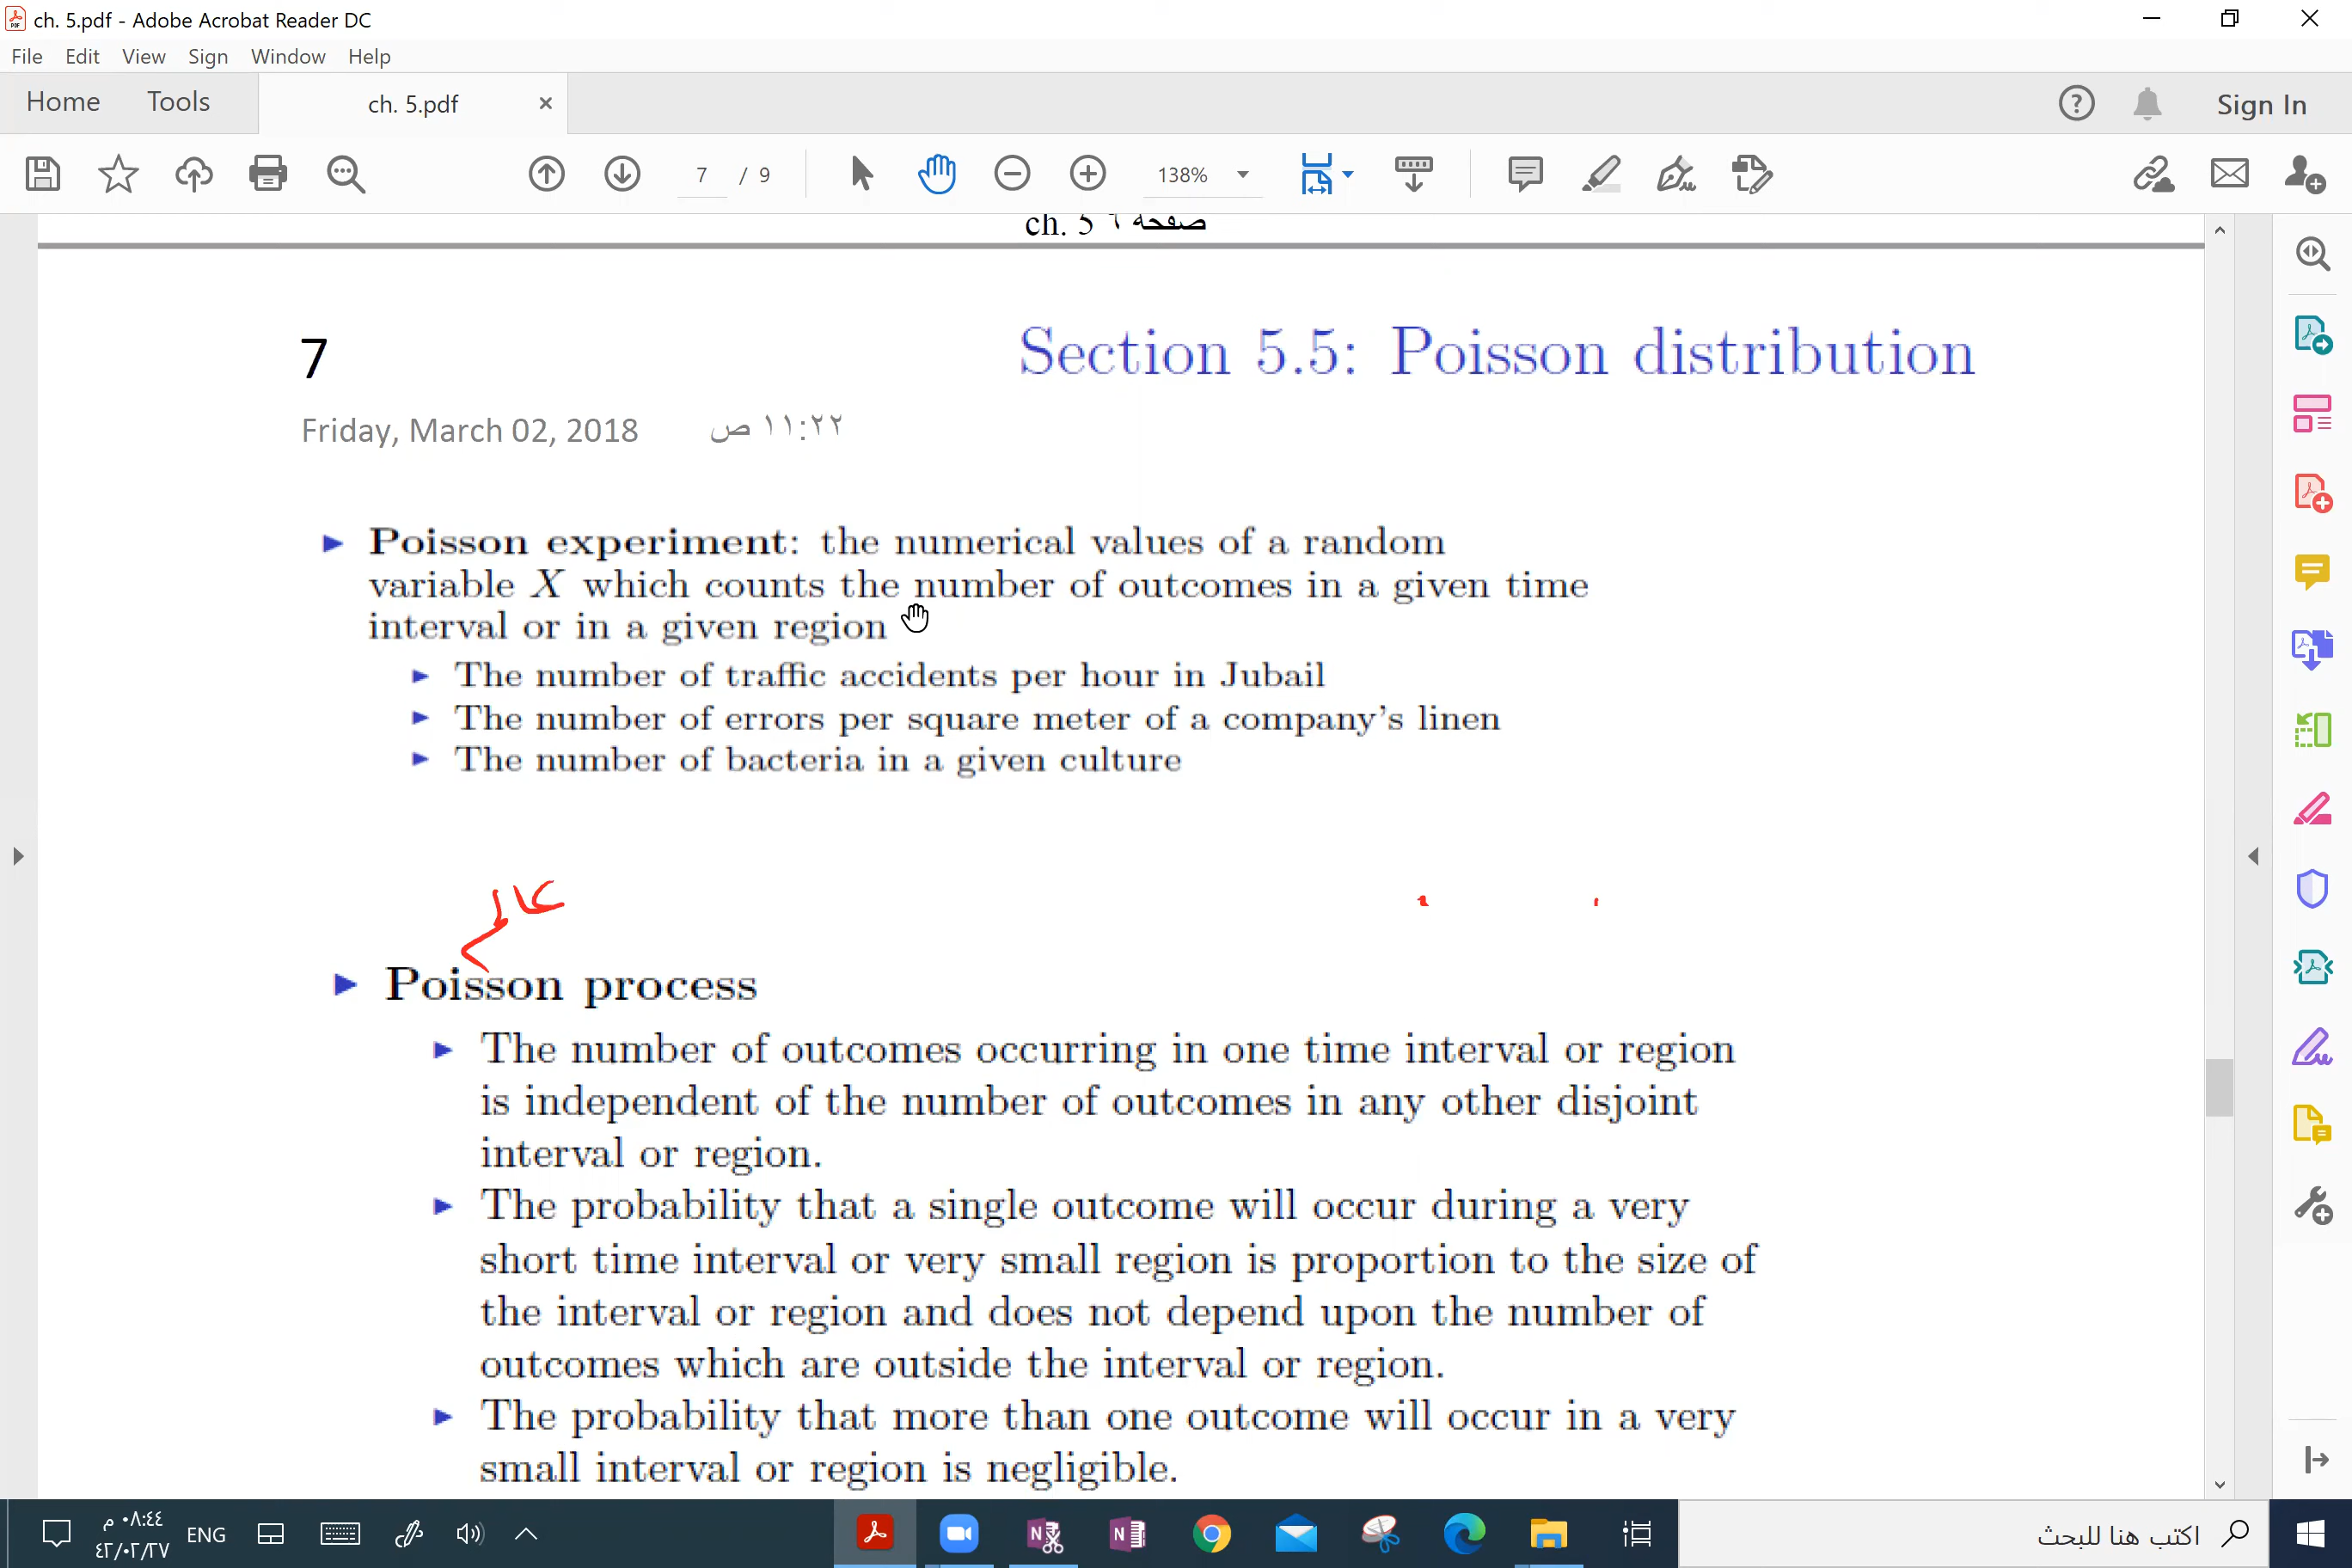 ch. 5.pdf - Adobe Acrobat Reader DC
File Edit View Sign Window Help
Home Tools ch. 5.pdf Sign In
7 / 9 138%
ch. 5 صفحة ٦
7
Section 5.5: Poisson distribution
Friday, March 02, 2018 ١١:٢٢ ص
Poisson experiment: the numerical values of a random
variable X which counts the number of outcomes in a given time
interval or in a given region
The number of traffic accidents per hour in Jubail
The number of errors per square meter of a company's linen
The number of bacteria in a given culture
عالم
Poisson process
The number of outcomes occurring in one time interval or region
is independent of the number of outcomes in any other disjoint
interval or region.
The probability that a single outcome will occur during a very
short time interval or very small region is proportion to the size of
the interval or region and does not depend upon the number of
outcomes which are outside the interval or region.
The probability that more than one outcome will occur in a very
small interval or region is negligible.
٠٨:٤٤ م
٤٢/٠٢/٢٧
ENG
اكتب هنا للبحث